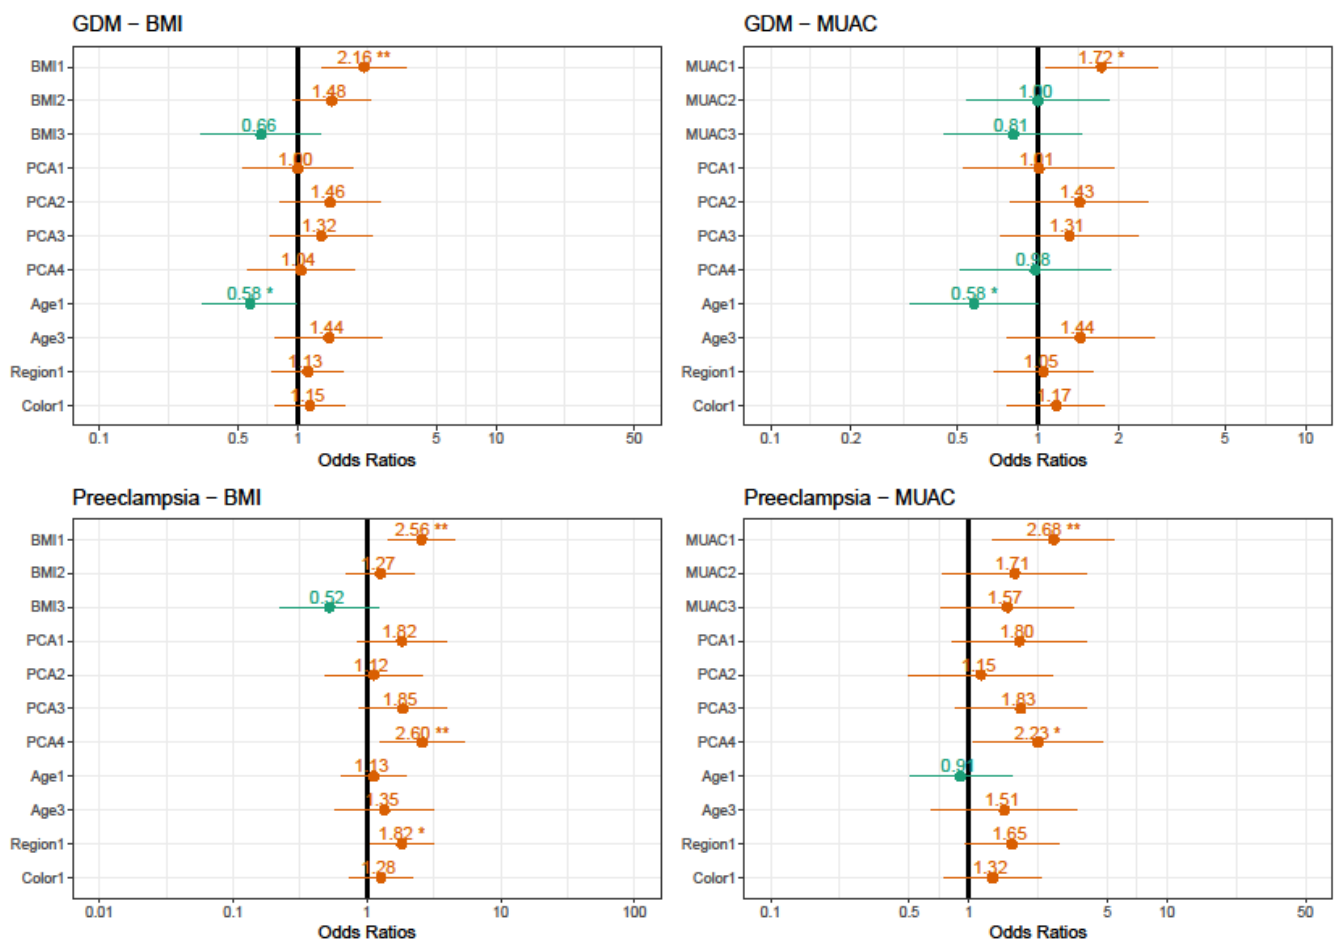 GDM − BMI
BMI1 2.16 **
BMI2 1.48
BMI3 0.66
PCA1 1.00
PCA2 1.46
PCA3 1.32
PCA4 1.04
Age1 0.58 *
Age3 1.44
Region1 1.13
Color1 1.15
0.1 0.5 1 5 10 50
Odds Ratios
GDM − MUAC
MUAC1 1.72 *
MUAC2 1.00
MUAC3 0.81
PCA1 1.01
PCA2 1.43
PCA3 1.31
PCA4 0.98
Age1 0.58 *
Age3 1.44
Region1 1.05
Color1 1.17
0.1 0.2 0.5 1 2 5 10
Odds Ratios
Preeclampsia − BMI
BMI1 2.56 **
BMI2 1.27
BMI3 0.52
PCA1 1.82
PCA2 1.12
PCA3 1.85
PCA4 2.60 **
Age1 1.13
Age3 1.35
Region1 1.82 *
Color1 1.28
0.01 0.1 1 10 100
Odds Ratios
Preeclampsia − MUAC
MUAC1 2.68 **
MUAC2 1.71
MUAC3 1.57
PCA1 1.80
PCA2 1.15
PCA3 1.83
PCA4 2.23 *
Age1 0.91
Age3 1.51
Region1 1.65
Color1 1.32
0.1 0.5 1 5 10 50
Odds Ratios